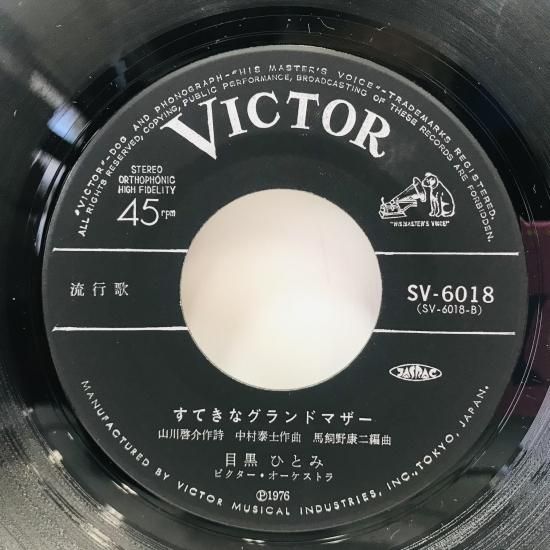 "VICTOR"-DOG AND PHONOGRAPH-"HIS MASTER'S VOICE"-TRADEMARKS REGISTERED.
ALL RIGHTS RESERVED, COPYING, PUBLIC PERFORMANCE, BROADCASTING OF THESE RECORDS ARE FORBIDDEN.
VICTOR
STEREO
ORTHOPHONIC
HIGH FIDELITY
45rpm
"HIS MASTER'S VOICE"
流行歌
SV-6018
(SV-6018-B)
JASRAC
すてきなグランドマザー
山川啓介作詩 中村泰士作曲 馬飼野康二編曲
目黒 ひとみ
ビクター・オーケストラ
Ⓟ1976
MANUFACTURED BY VICTOR MUSICAL INDUSTRIES, INC., TOKYO, JAPAN.